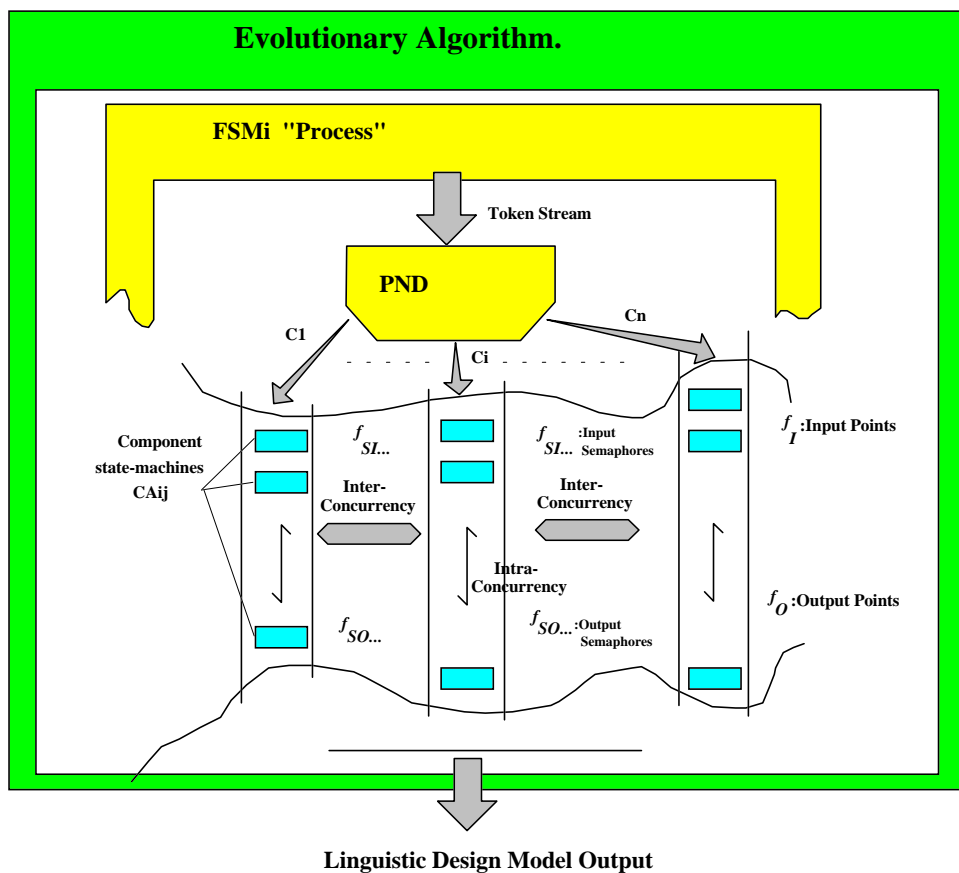 Evolutionary Algorithm.
FSMi "Process"
Token Stream
PND
C1
Ci
Cn
Component
state-machines
CAij
f SI...
f SI... :Input
Semaphores
f I :Input Points
Inter-
Concurrency
Inter-
Concurrency
Intra-
Concurrency
f SO...
f SO... :Output
Semaphores
f O :Output Points
Linguistic Design Model Output